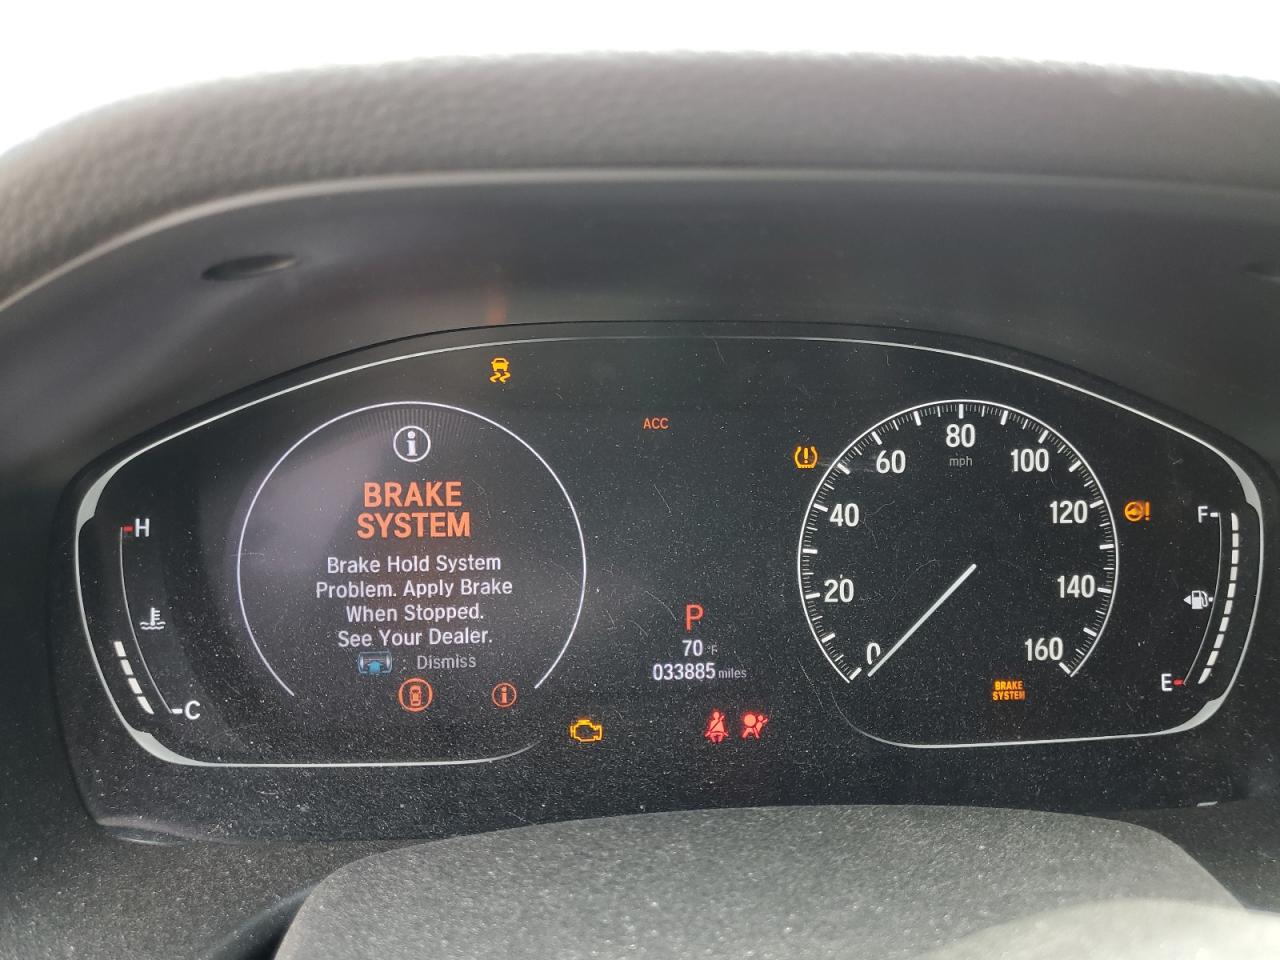 BRAKE
SYSTEM
Brake Hold System
Problem. Apply Brake
When Stopped.
See Your Dealer.
: Dismiss
H
C
ACC
P
70 °F
033885 miles
0
20
40
60
80
100
120
140
160
mph
BRAKE
SYSTEM
F
E